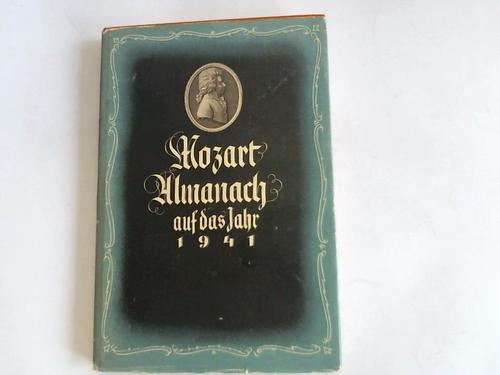 Mozart
Almanach
auf das Jahr
1941